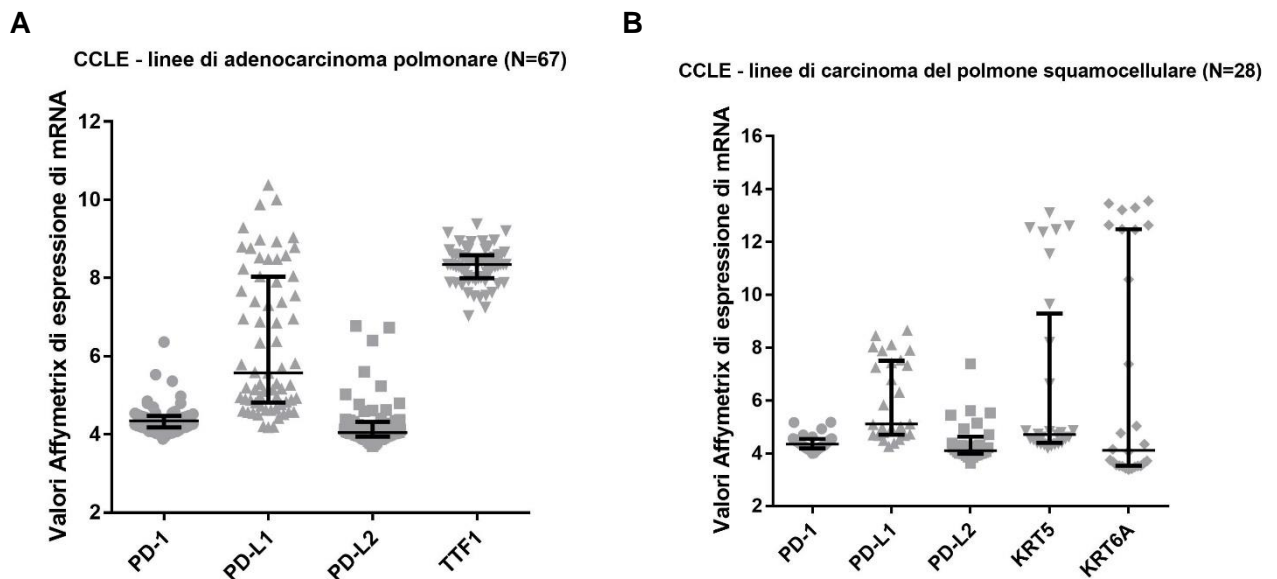 A
CCLE - linee di adenocarcinoma polmonare (N=67)
Valori Affymetrix di espressione di mRNA
12
10
8
6
4
2
PD-1
PD-L1
PD-L2
TTF1
B
CCLE - linee di carcinoma del polmone squamocellulare (N=28)
Valori Affymetrix di espressione di mRNA
16
14
12
10
8
6
4
2
PD-1
PD-L1
PD-L2
KRT5
KRT6A